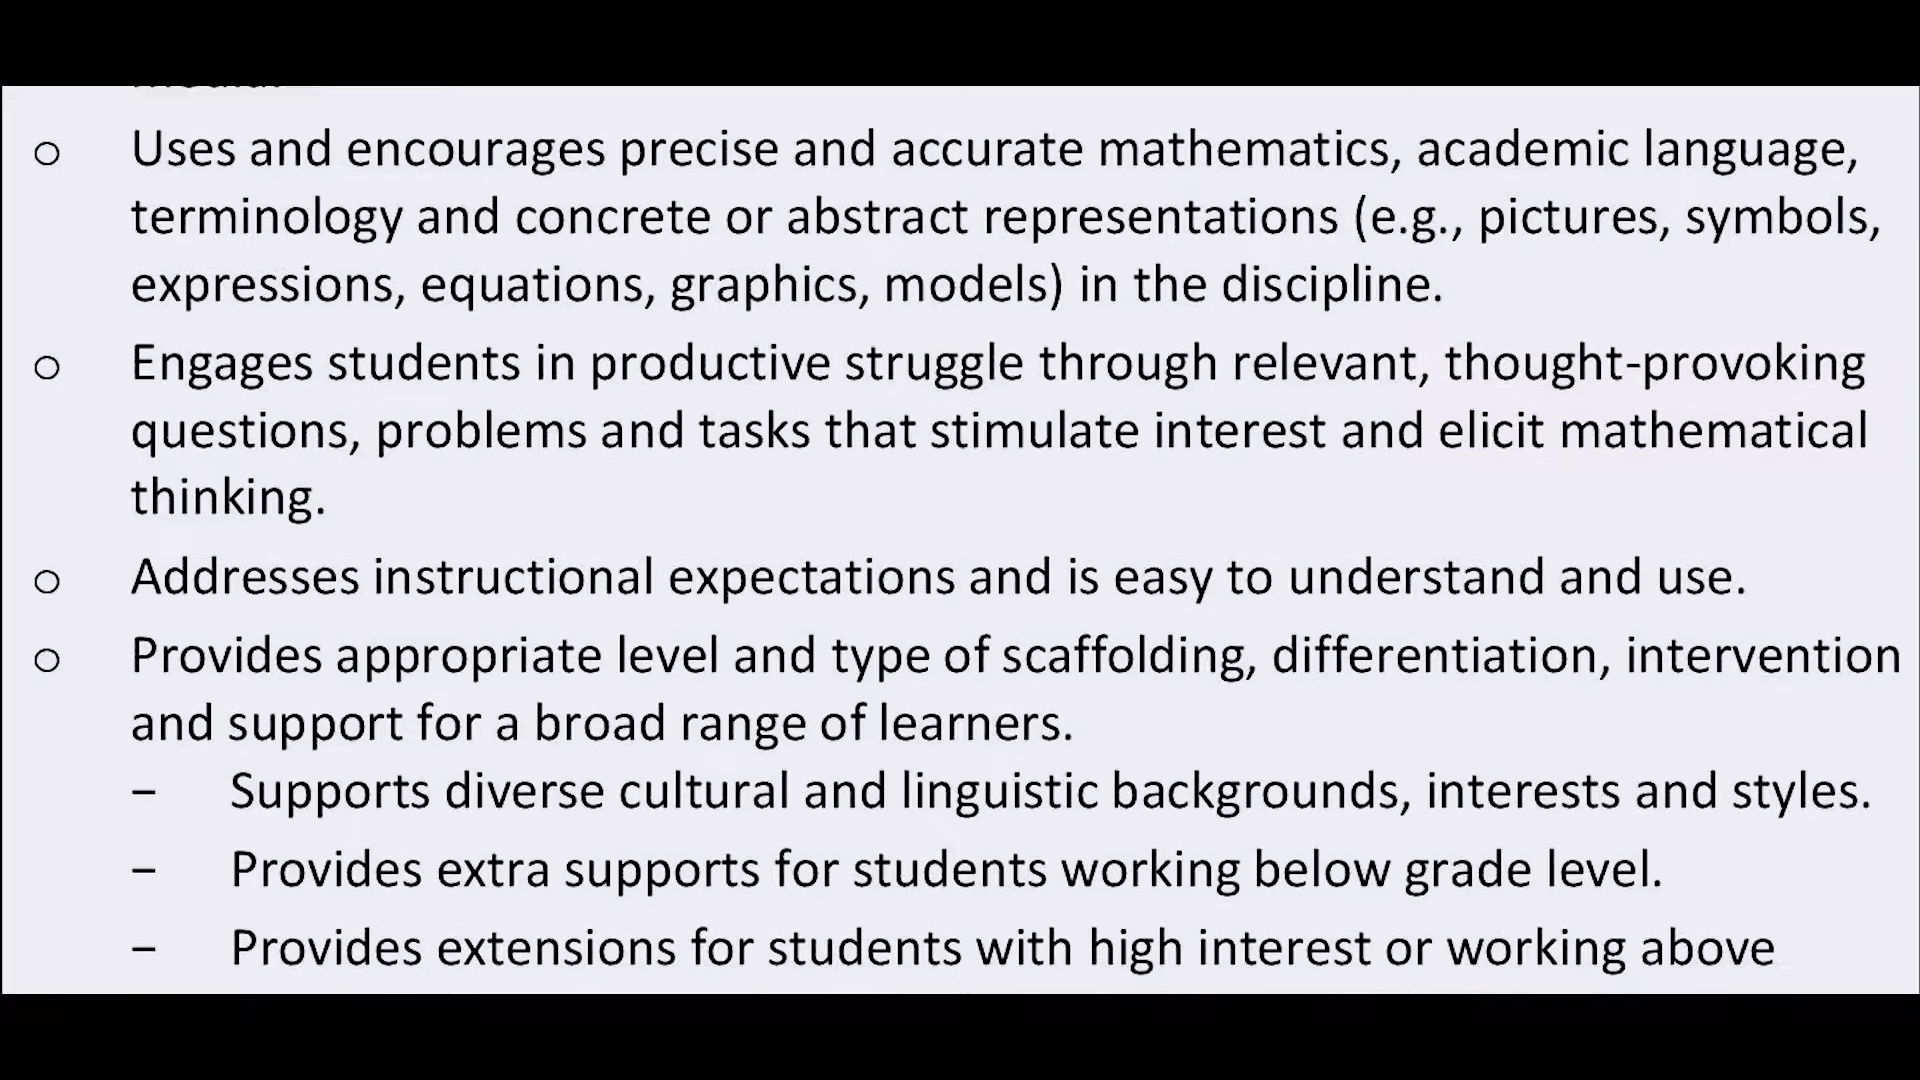 ○ Uses and encourages precise and accurate mathematics, academic language,
terminology and concrete or abstract representations (e.g., pictures, symbols,
expressions, equations, graphics, models) in the discipline.
○ Engages students in productive struggle through relevant, thought-provoking
questions, problems and tasks that stimulate interest and elicit mathematical
thinking.
○ Addresses instructional expectations and is easy to understand and use.
○ Provides appropriate level and type of scaffolding, differentiation, intervention
and support for a broad range of learners.
– Supports diverse cultural and linguistic backgrounds, interests and styles.
– Provides extra supports for students working below grade level.
– Provides extensions for students with high interest or working above